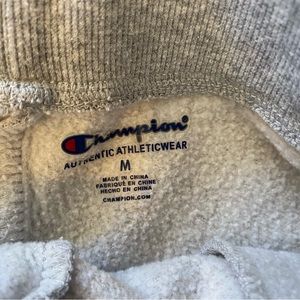 Champion
AUTHENTIC ATHLETICWEAR
M
MADE IN CHINA
FABRIQUÉ EN CHINE
HECHO EN CHINA
CHAMPION.COM